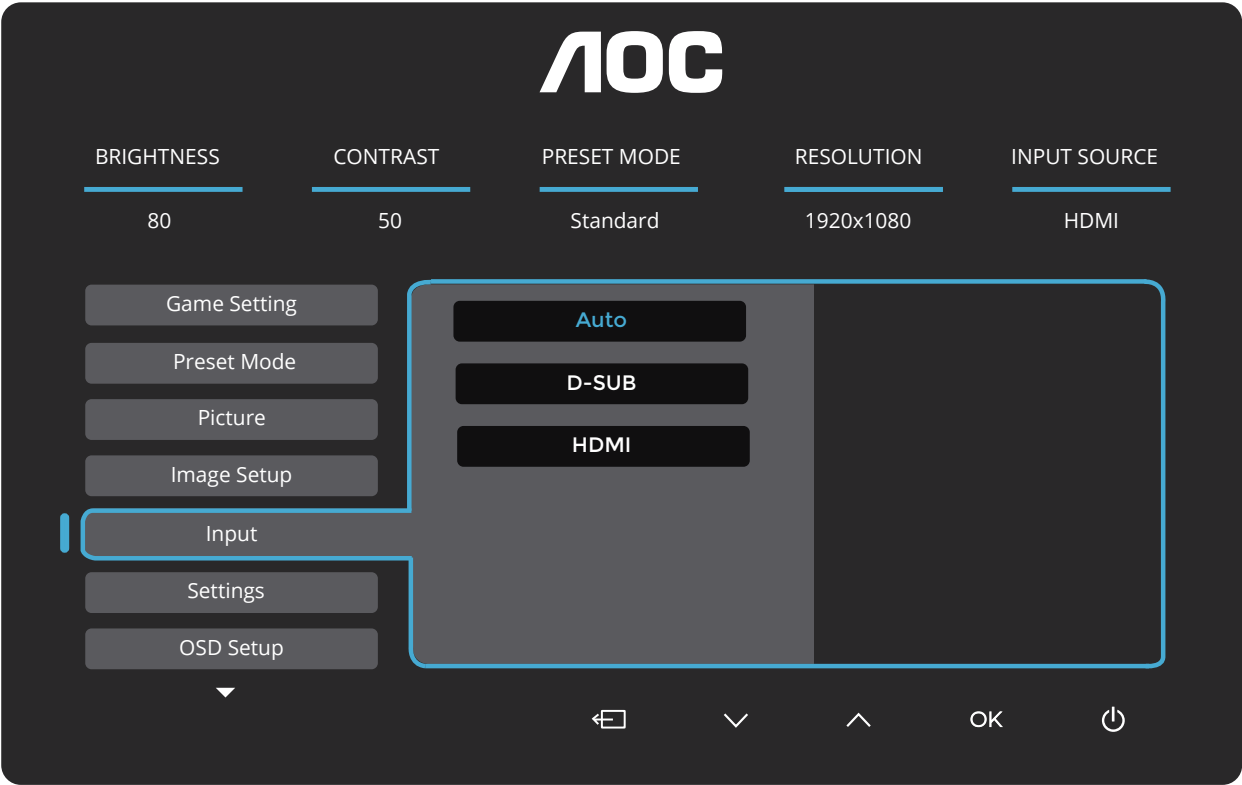 AOC
BRIGHTNESS CONTRAST PRESET MODE RESOLUTION INPUT SOURCE
80 50 Standard 1920x1080 HDMI
Game Setting
Preset Mode
Picture
Image Setup
Input
Settings
OSD Setup
Auto
D-SUB
HDMI
OK